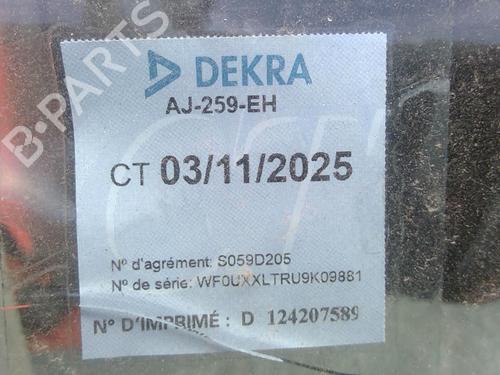 DEKRA
AJ-259-EH
CT 03/11/2025
N° d'agrément: S059D205
N° de série: WF0UXXLTRU9K09881
N° D'IMPRIMÉ : D 124207589
B-PARTS